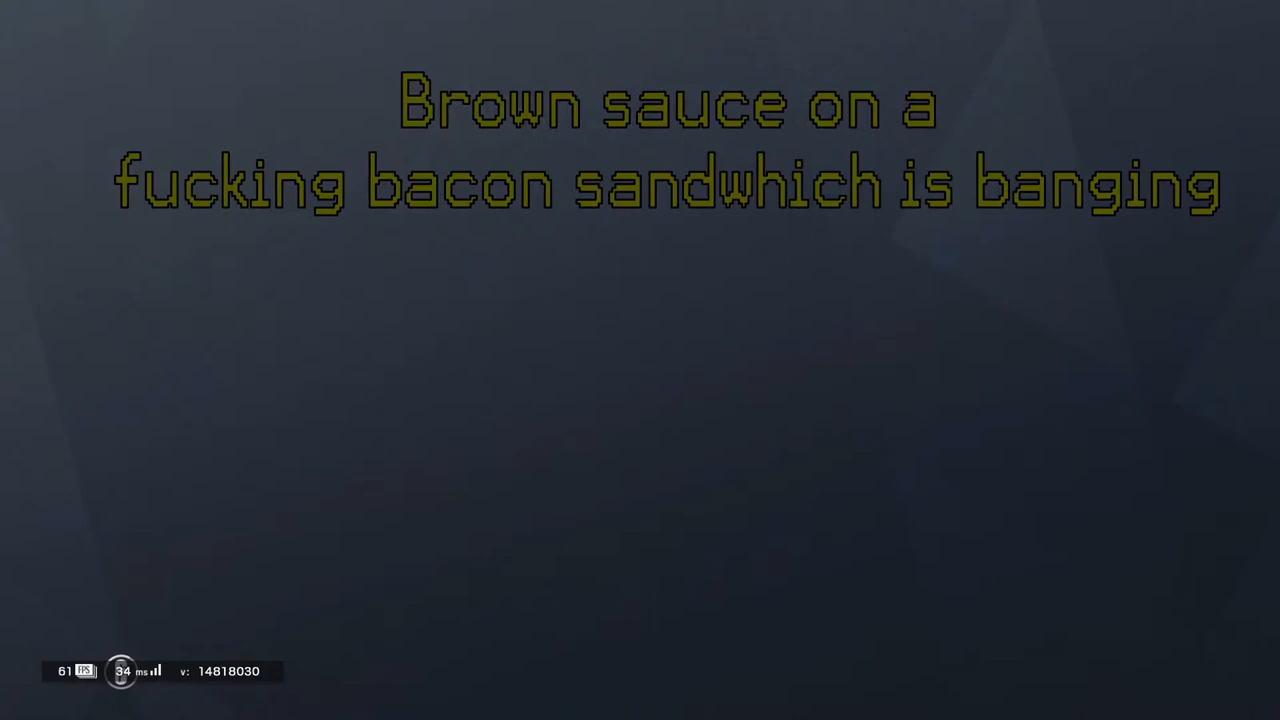 Brown sauce on a
fucking bacon sandwhich is banging
61 FPS 34 ms v: 14818030